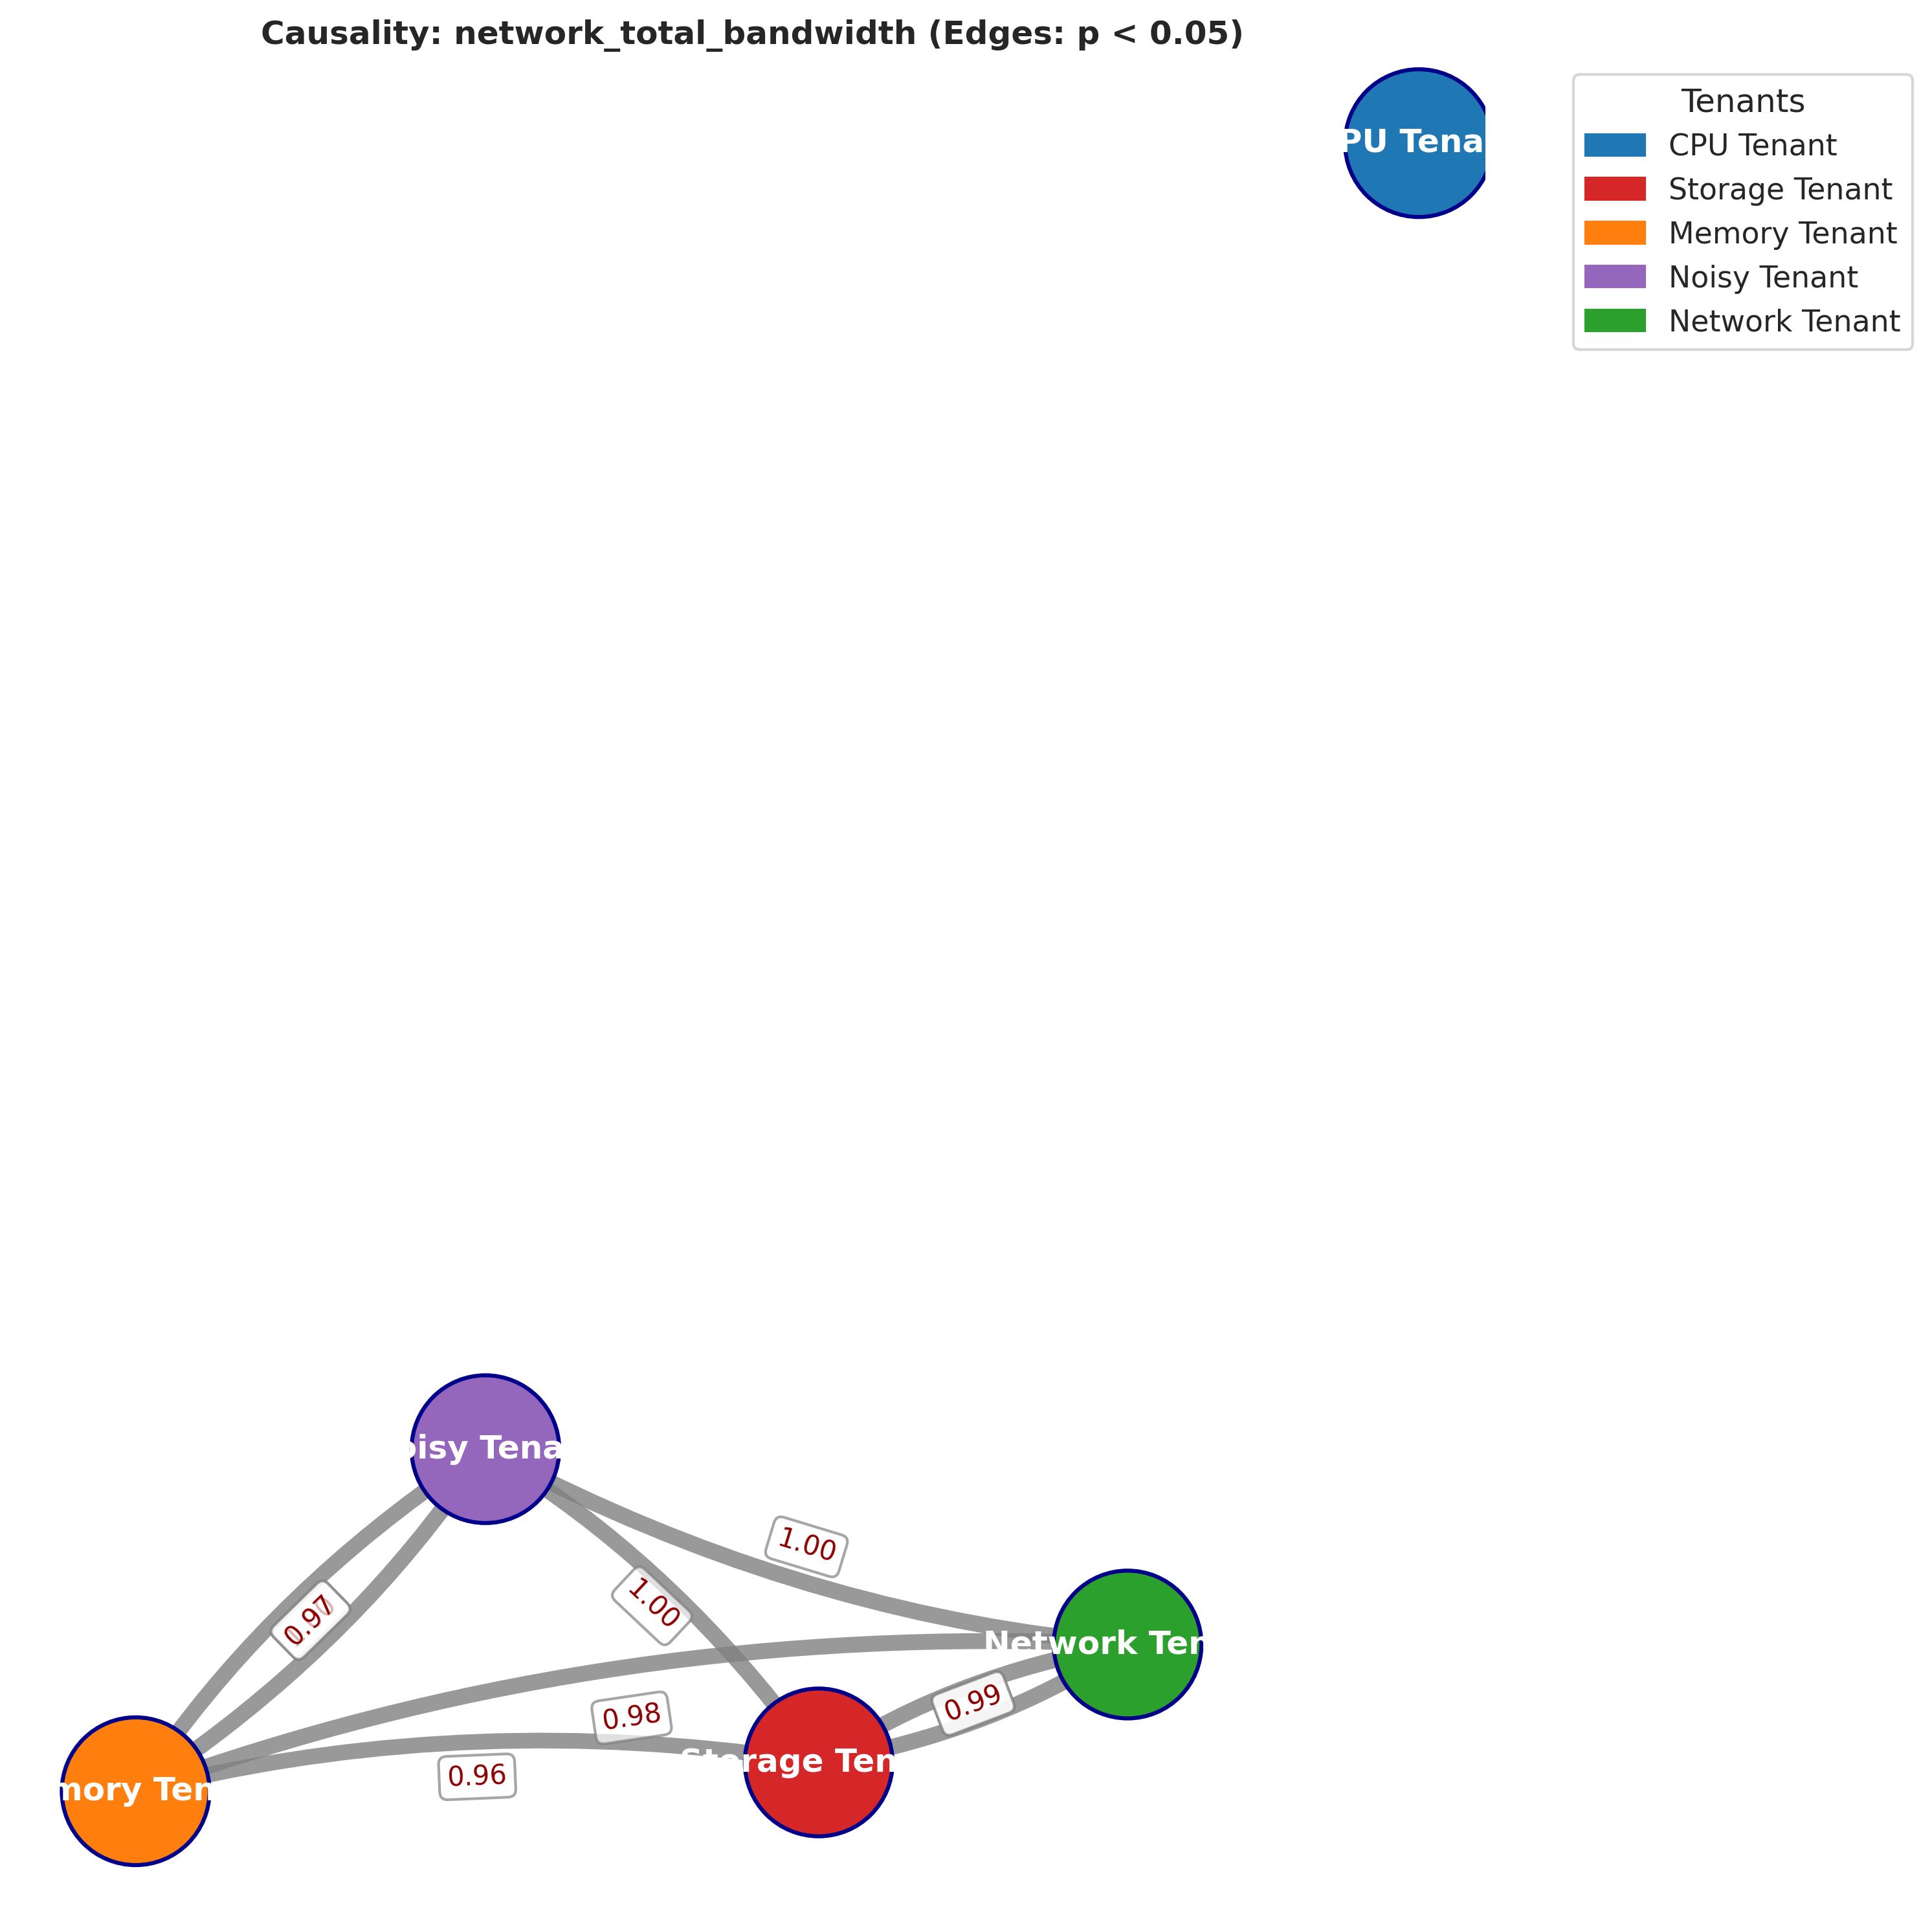 Causality: network_total_bandwidth (Edges: p < 0.05)
PU Tena
Tenants
CPU Tenant
Storage Tenant
Memory Tenant
Noisy Tenant
Network Tenant
oisy Tena
1.00
1.00
0.97
Network Ten
0.99
0.98
Storage Ten
0.96
mory Ten